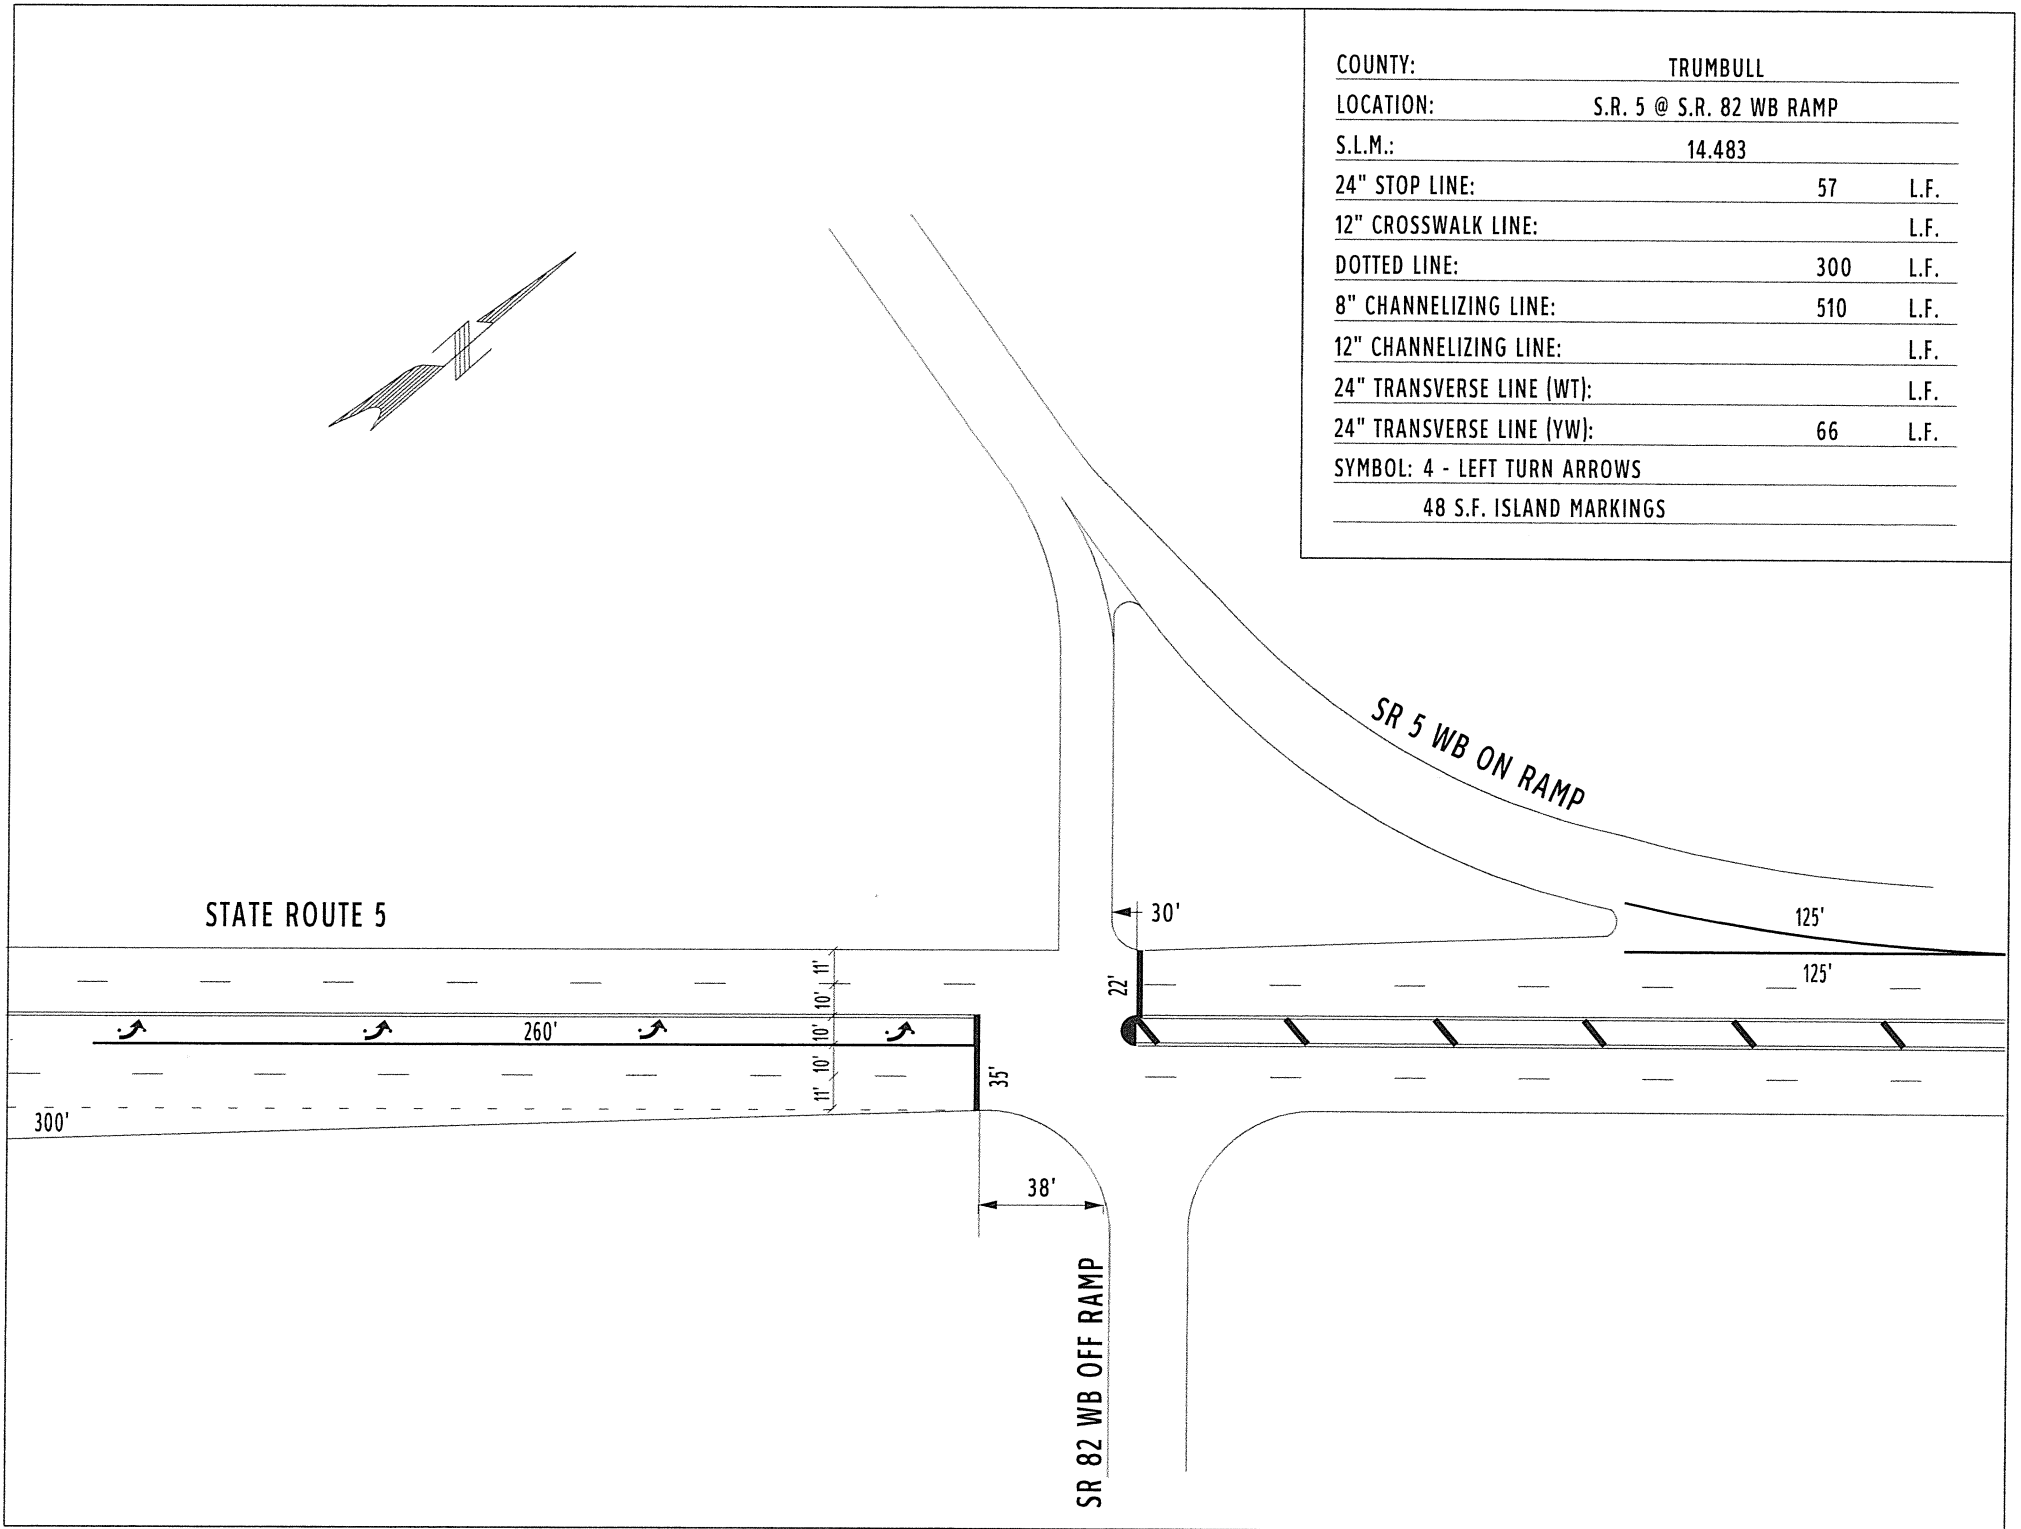 COUNTY: TRUMBULL
LOCATION: S.R. 5 @ S.R. 82 WB RAMP
S.L.M.: 14.483
24" STOP LINE: 57 L.F.
12" CROSSWALK LINE: L.F.
DOTTED LINE: 300 L.F.
8" CHANNELIZING LINE: 510 L.F.
12" CHANNELIZING LINE: L.F.
24" TRANSVERSE LINE (WT): L.F.
24" TRANSVERSE LINE (YW): 66 L.F.
SYMBOL: 4 - LEFT TURN ARROWS
48 S.F. ISLAND MARKINGS
N
SR 5 WB ON RAMP
STATE ROUTE 5
30'
125'
125'
11'
10'
10'
10'
11'
22'
260'
35'
300'
38'
SR 82 WB OFF RAMP